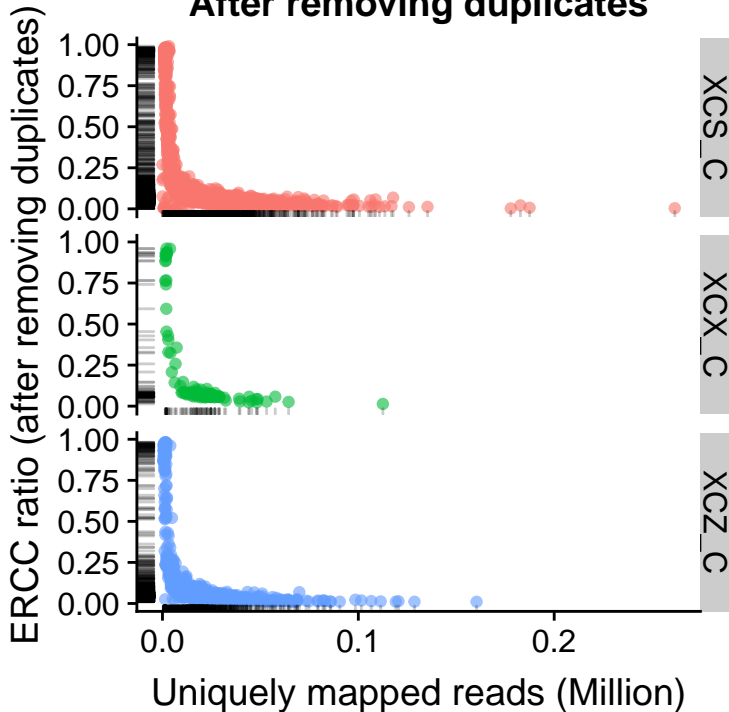 After removing duplicates
ERCC ratio (after removing duplicates)
1.00
0.75
0.50
0.25
0.00
XCS_C
1.00
0.75
0.50
0.25
0.00
XCX_C
1.00
0.75
0.50
0.25
0.00
XCZ_C
0.0 0.1 0.2
Uniquely mapped reads (Million)